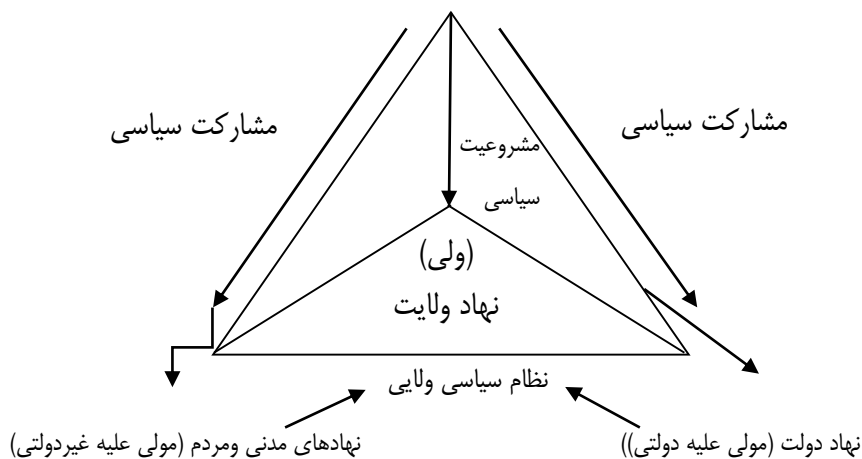 مشارکت سیاسی
مشارکت سیاسی
مشروعیت
سیاسی
(ولی)
نهاد ولایت
نظام سیاسی ولایی
نهاد دولت (مولی علیه دولتی))
نهادهای مدنی ومردم (مولی علیه غیردولتی)